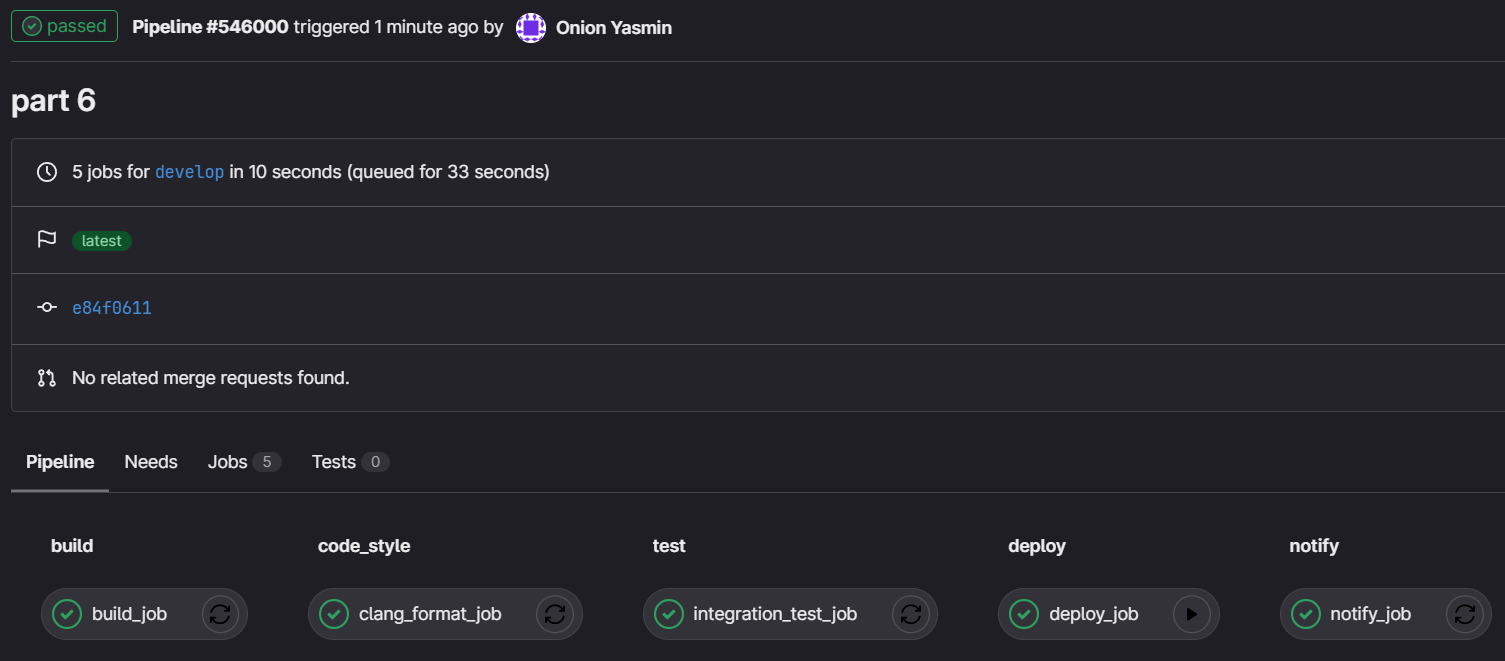 passed Pipeline #546000 triggered 1 minute ago by Onion Yasmin
part 6
5 jobs for develop in 10 seconds (queued for 33 seconds)
latest
e84f0611
No related merge requests found.
Pipeline Needs Jobs 5 Tests 0
build code_style test deploy notify
build_job clang_format_job integration_test_job deploy_job notify_job